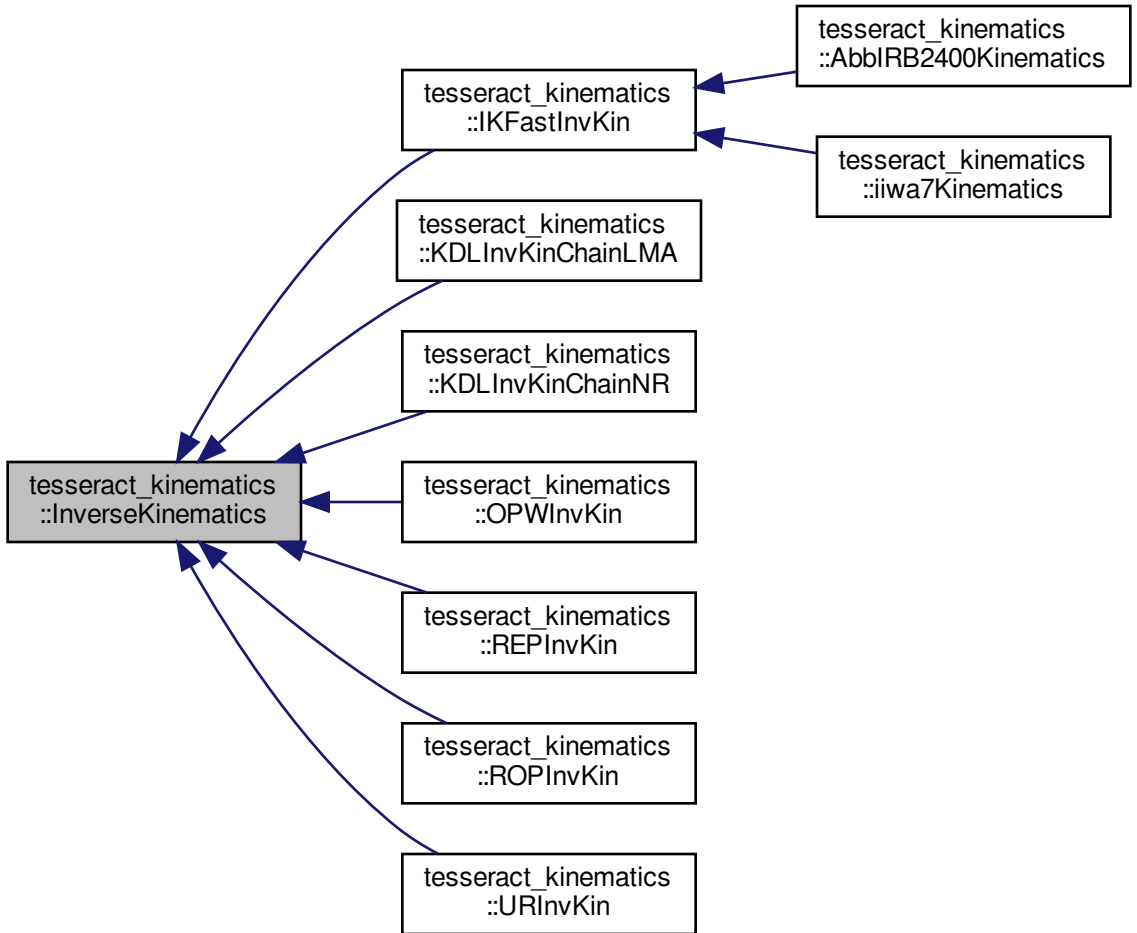 tesseract_kinematics
::AbbIRB2400Kinematics
tesseract_kinematics
::IKFastInvKin
tesseract_kinematics
::iiwa7Kinematics
tesseract_kinematics
::KDLInvKinChainLMA
tesseract_kinematics
::KDLInvKinChainNR
tesseract_kinematics
::InverseKinematics
tesseract_kinematics
::OPWInvKin
tesseract_kinematics
::REPInvKin
tesseract_kinematics
::ROPInvKin
tesseract_kinematics
::URInvKin